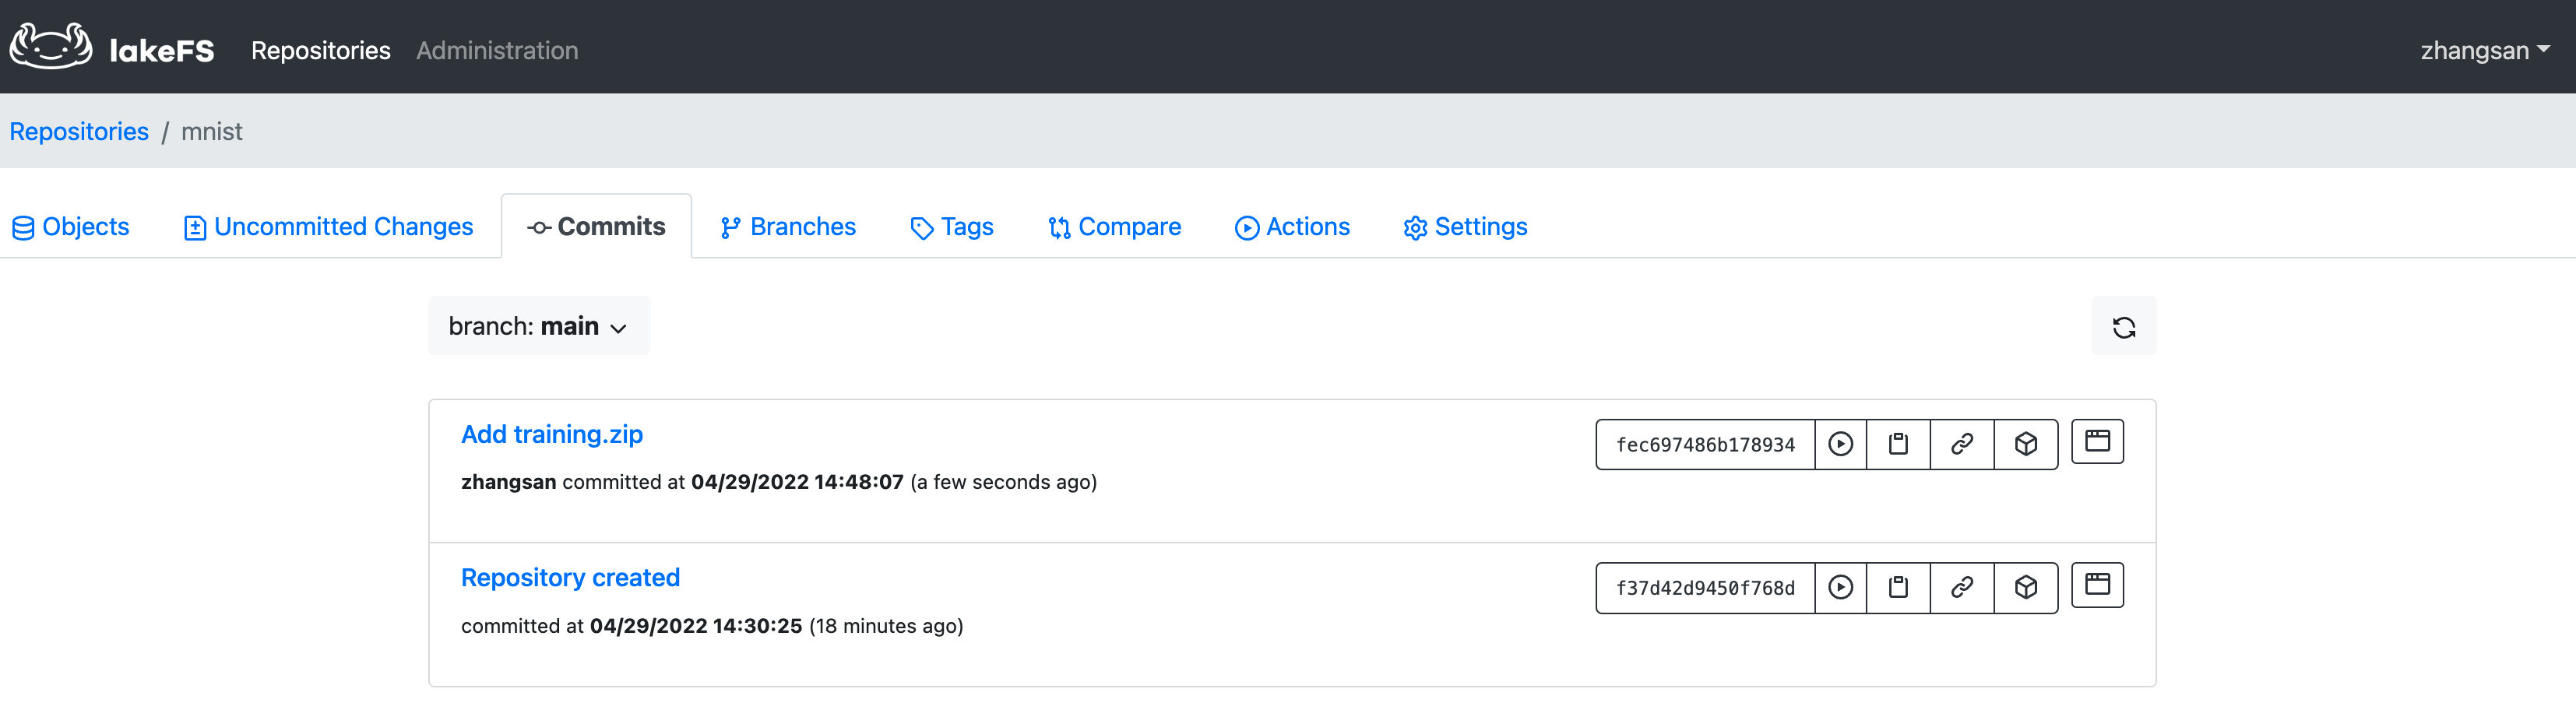 lakeFS Repositories Administration zhangsan
Repositories / mnist
Objects Uncommitted Changes Commits Branches Tags Compare Actions Settings
branch: main
Add training.zip fec697486b178934
zhangsan committed at 04/29/2022 14:48:07 (a few seconds ago)
Repository created f37d42d9450f768d
committed at 04/29/2022 14:30:25 (18 minutes ago)